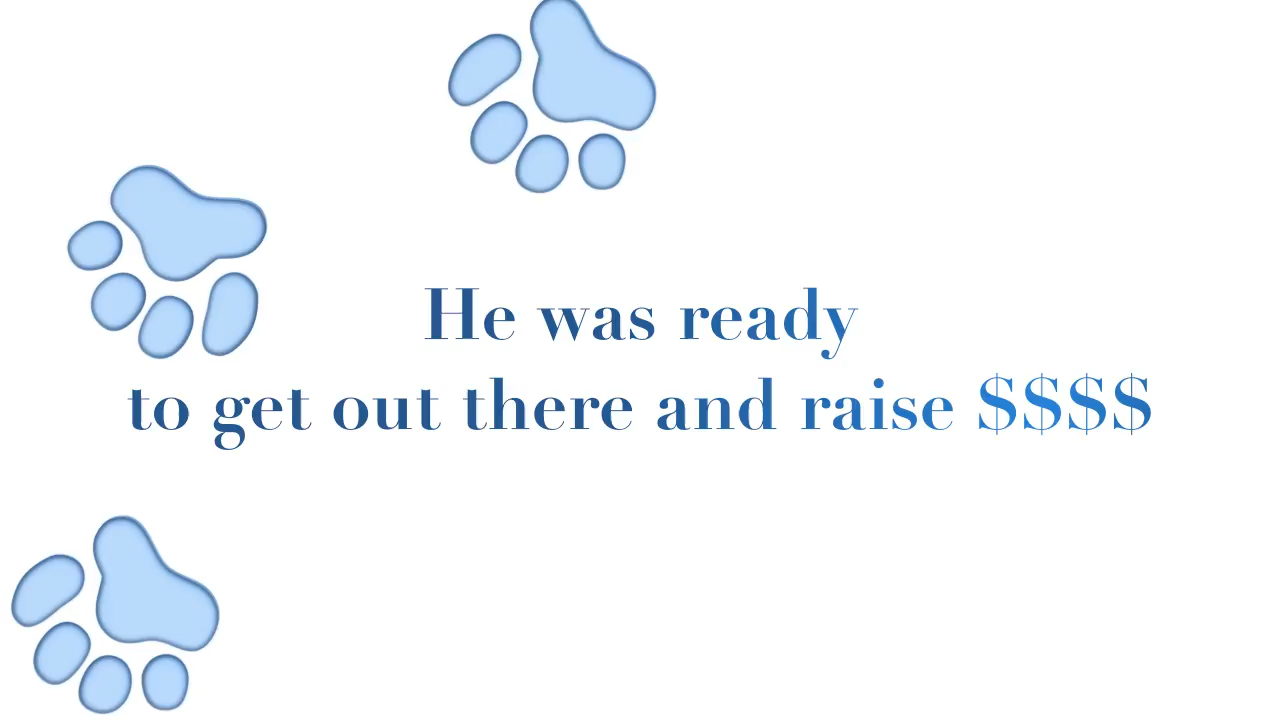 He was ready
to get out there and raise $$$$